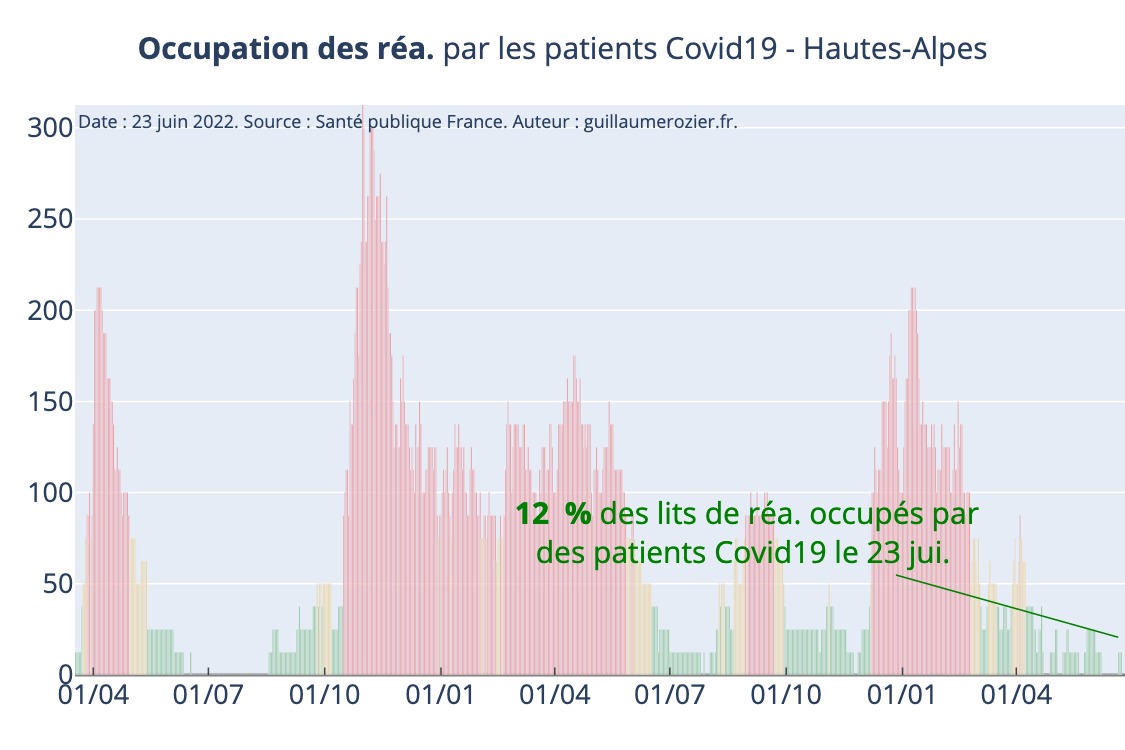 Occupation des réa. par les patients Covid19 - Hautes-Alpes
Date : 23 juin 2022. Source : Santé publique France. Auteur : guillaumerozier.fr.
300
250
200
150
100
50
0
12  % des lits de réa. occupés par
des patients Covid19 le 23 jui.
01/04 01/07 01/10 01/01 01/04 01/07 01/10 01/01 01/04